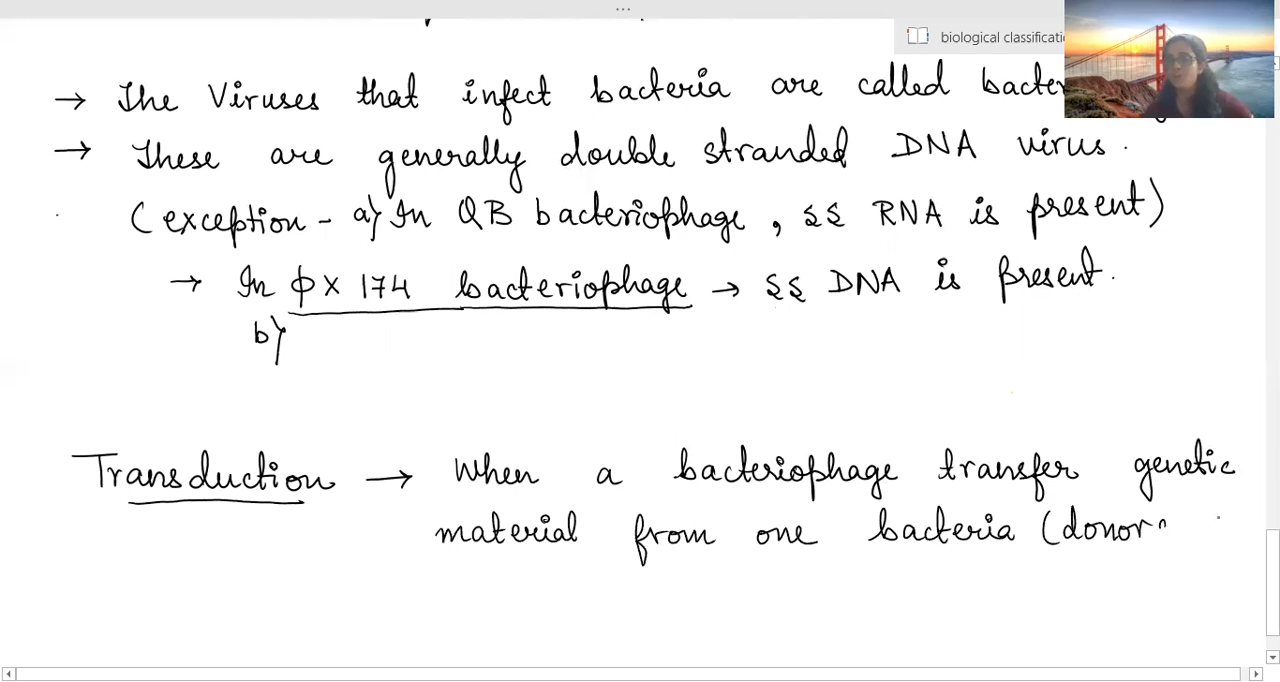 ...
biological classificati
→ The Viruses that infect bacteria are called bacter
→ These are generally double stranded DNA virus.
(exception - a) In QB bacteriophage, ss RNA is present)
→ In ϕX 174 bacteriophage → ss DNA is present.
b)
Transduction → When a bacteriophage transfer genetic
material from one bacteria (donor